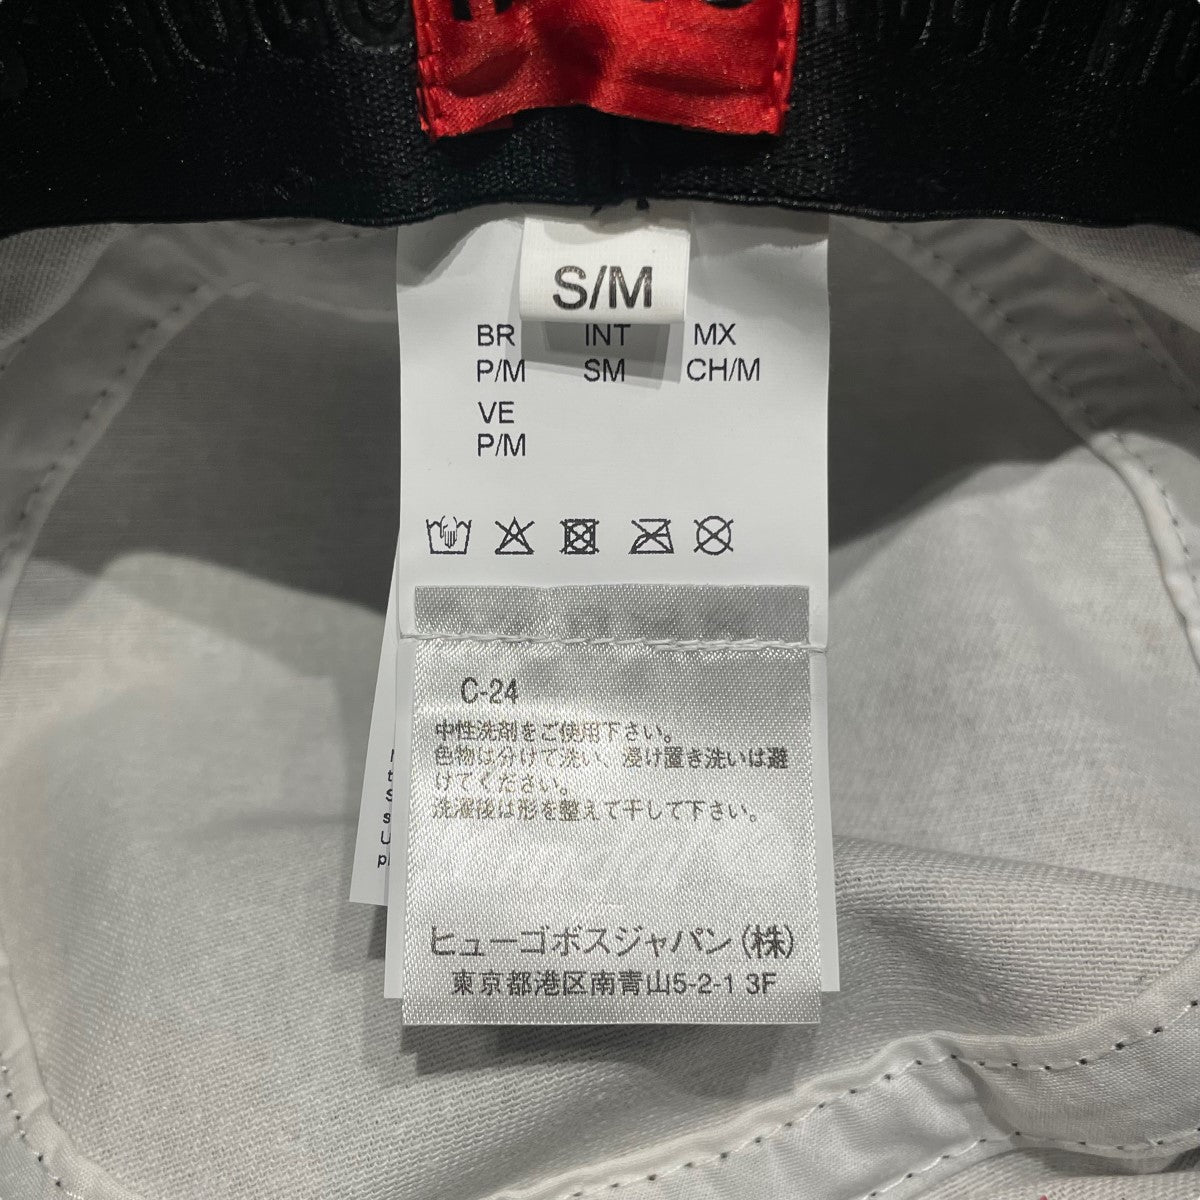 HUGO
S/M
BR INT MX
P/M SM CH/M
VE
P/M
C-24
中性洗剤をご使用下さい。
色物は分けて洗い、浸け置き洗いは避
けてください。
洗濯後は形を整えて干して下さい。
ヒューゴボスジャパン(株)
東京都港区南青山5-2-1 3F